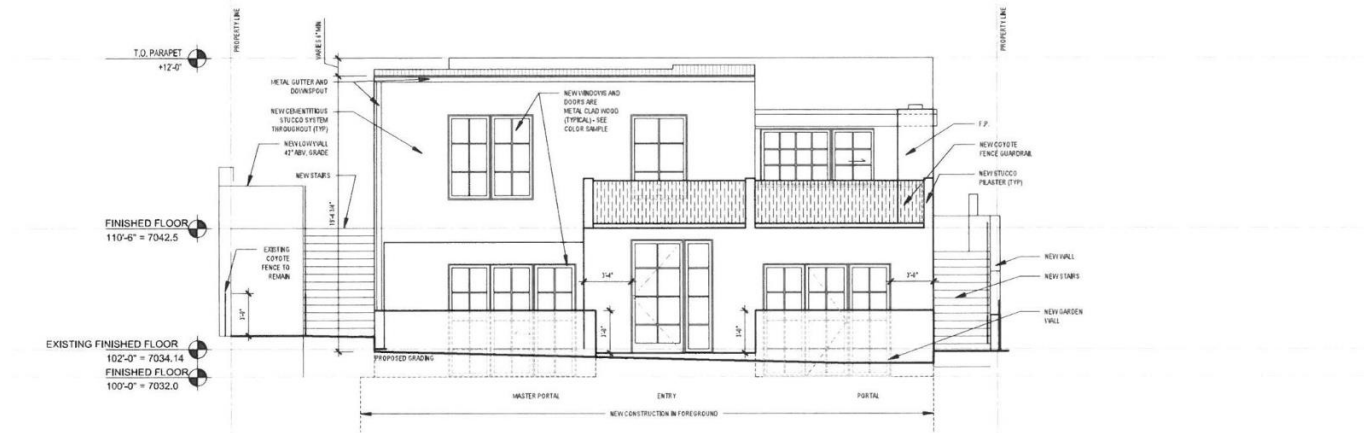 PROPERTY LINE
VARIES 6" MIN
PROPERTY LINE
T.O. PARAPET
+12'-0"
METAL GUTTER AND
DOWNSPOUT
NEW CEMENTITIOUS
STUCCO SYSTEM
THROUGHOUT (TYP)
NEW LOW WALL
42" ABV. GRADE
NEW STAIRS
NEW WINDOWS AND
DOORS ARE
METAL CLAD WOOD
(TYPICAL) - SEE
COLOR SAMPLE
F.P.
NEW COYOTE
FENCE GUARDRAIL
NEW STUCCO
PILASTER (TYP)
FINISHED FLOOR
110'-6" = 7042.5
EXISTING
COYOTE
FENCE TO
REMAIN
3'-4"
NEW WALL
NEW STAIRS
NEW GARDEN
WALL
EXISTING FINISHED FLOOR
102'-0" = 7034.14
FINISHED FLOOR
100'-0" = 7032.0
PROPOSED GRADING
MASTER PORTAL
ENTRY
PORTAL
NEW CONSTRUCTION IN FOREGROUND